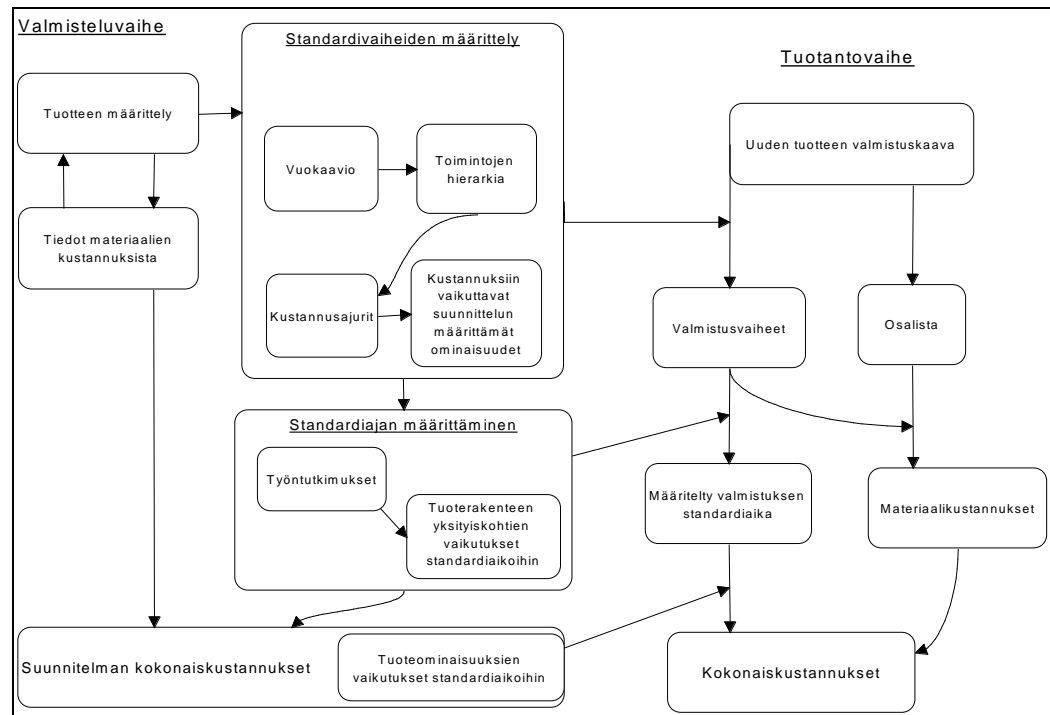 Valmisteluvaihe
Standardivaiheiden määrittely
Tuotantovaihe
Tuotteen määrittely
Vuokaavio
Toimintojen
hierarkia
Uuden tuotteen valmistuskaava
Tiedot materiaalien
kustannuksista
Kustannusajurit
Kustannuksiin
vaikuttavat
suunnittelun
määrittämät
ominaisuudet
Valmistusvaiheet
Osalista
Standardiajan määrittäminen
Työntutkimukset
Tuoterakenteen
yksityiskohtien
vaikutukset
standardiaikoihin
Määritelty valmistuksen
standardiaika
Materiaalikustannukset
Suunnitelman kokonaiskustannukset
Tuoteominaisuuksien
vaikutukset standardiaikoihin
Kokonaiskustannukset